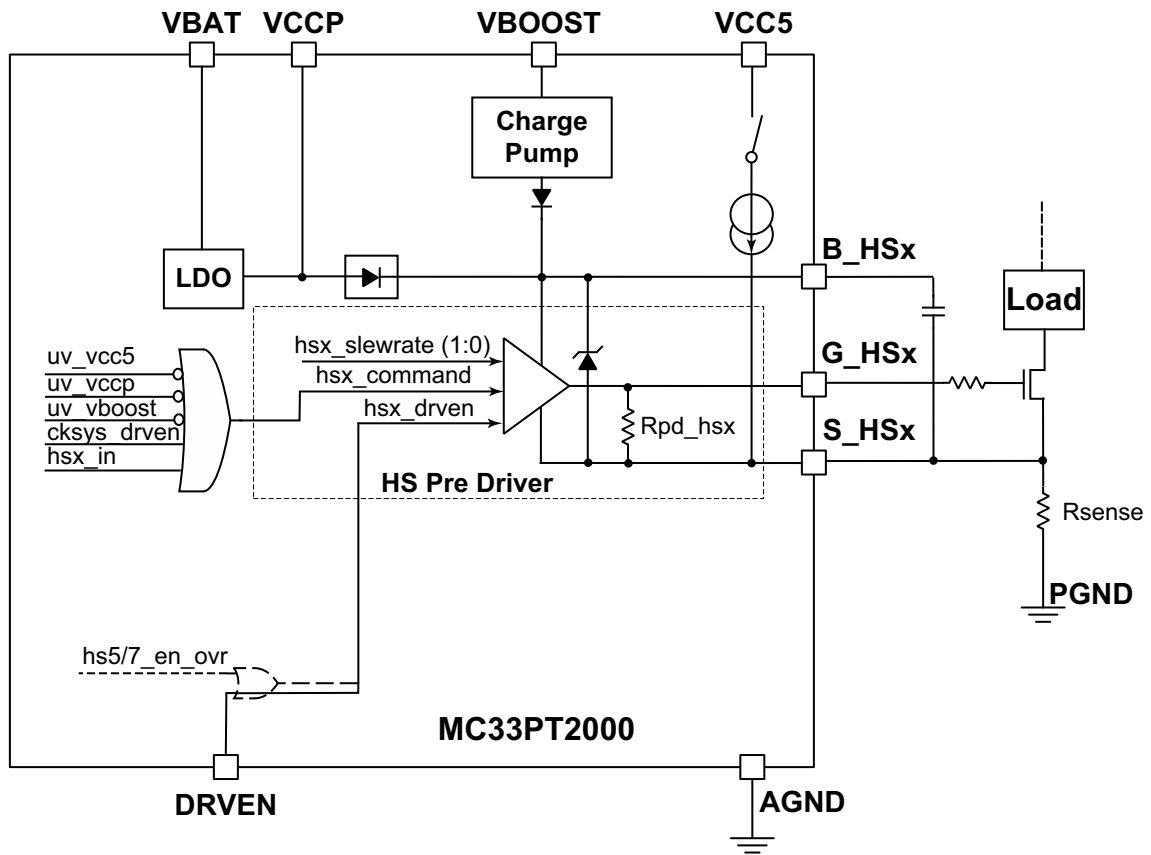 VBAT VCCP VBOOST VCC5
Charge
Pump
LDO
B_HSx
Load
uv_vcc5
uv_vccp
uv_vboost
cksys_drven
hsx_in
hsx_slewrate (1:0)
hsx_command
hsx_drven
G_HSx
Rpd_hsx
S_HSx
HS Pre Driver
Rsense
PGND
hs5/7_en_ovr
MC33PT2000
DRVEN
AGND